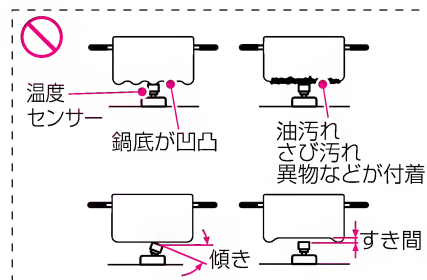 温度
センサー
鍋底が凹凸
油汚れ
さび汚れ
異物などが付着
傾き
すき間